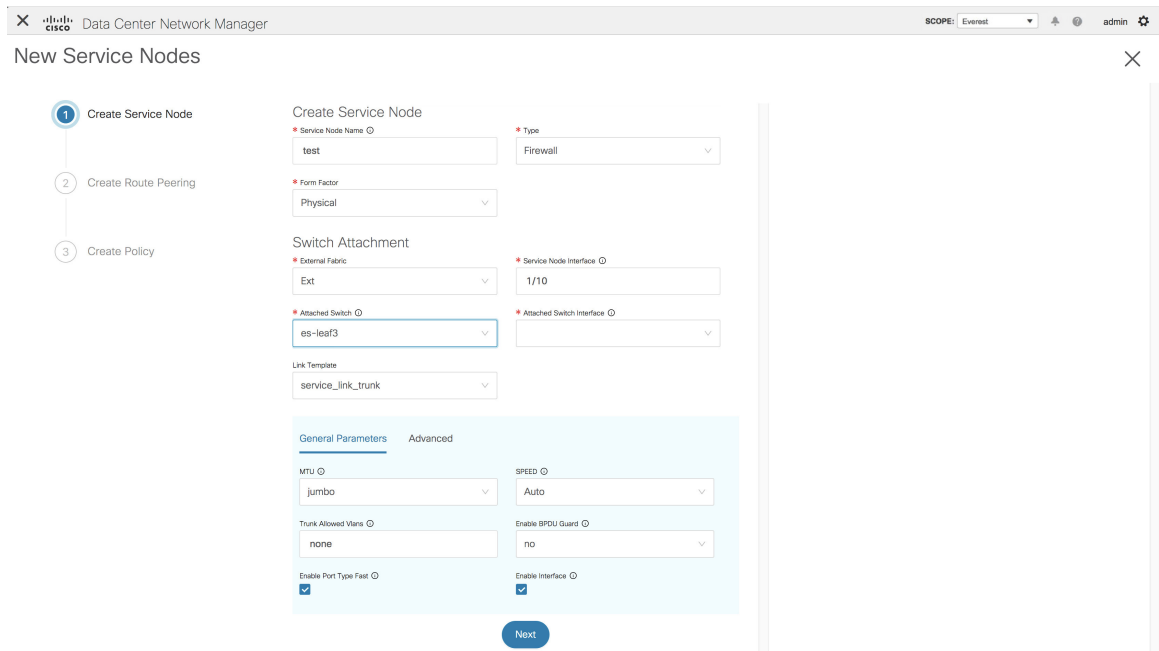 CISCO Data Center Network Manager SCOPE: Everest admin
New Service Nodes
1 Create Service Node
2 Create Route Peering
3 Create Policy
Create Service Node
* Service Node Name * Type
test Firewall
* Form Factor
Physical
Switch Attachment
* External Fabric * Service Node Interface
Ext 1/10
* Attached Switch * Attached Switch Interface
es-leaf3
Link Template
service_link_trunk
General Parameters Advanced
MTU SPEED
jumbo Auto
Trunk Allowed Vlans Enable BPDU Guard
none no
Enable Port Type Fast Enable Interface
Next